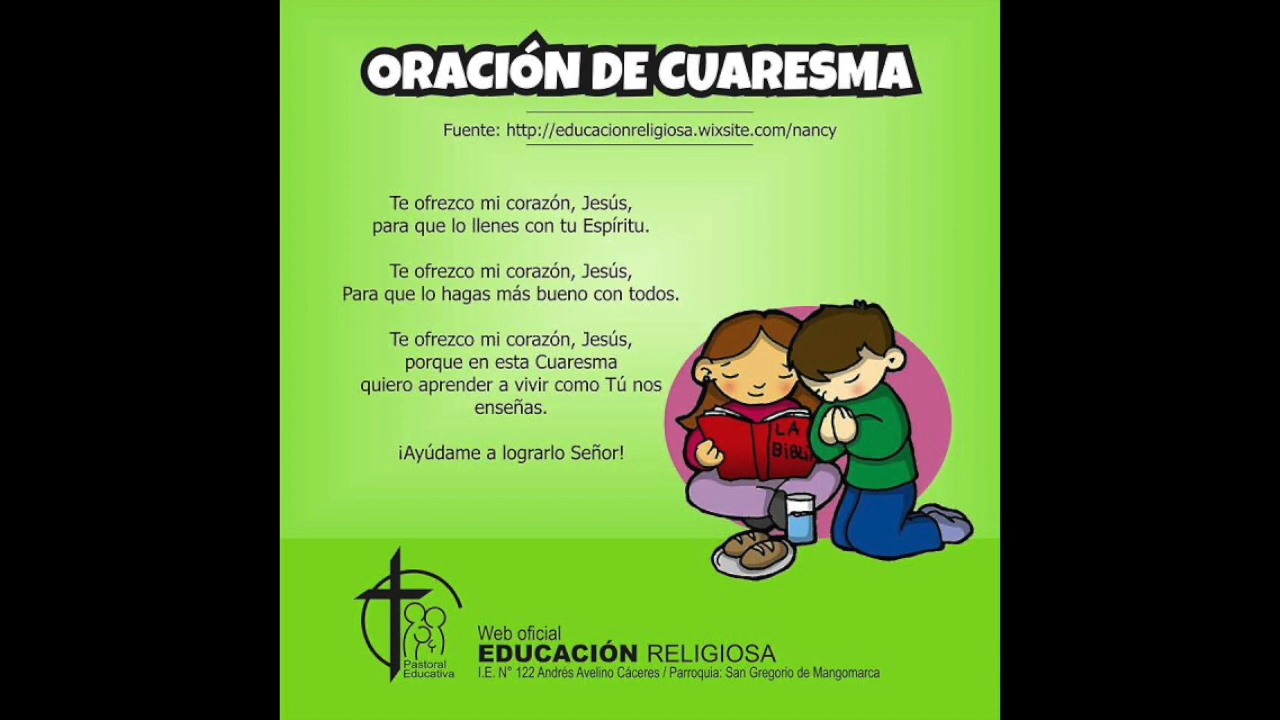 ORACIÓN DE CUARESMA
Fuente: http://educacionreligiosa.wixsite.com/nancy
Te ofrezco mi corazón, Jesús,
para que lo llenes con tu Espíritu.
Te ofrezco mi corazón, Jesús,
Para que lo hagas más bueno con todos.
Te ofrezco mi corazón, Jesús,
porque en esta Cuaresma
quiero aprender a vivir como Tú nos
enseñas.
¡Ayúdame a lograrlo Señor!
LA
BiBLi
Pastoral
Educativa
Web oficial
EDUCACIÓN RELIGIOSA
I.E. N° 122 Andrés Avelino Cáceres / Parroquia: San Gregorio de Mangomarca